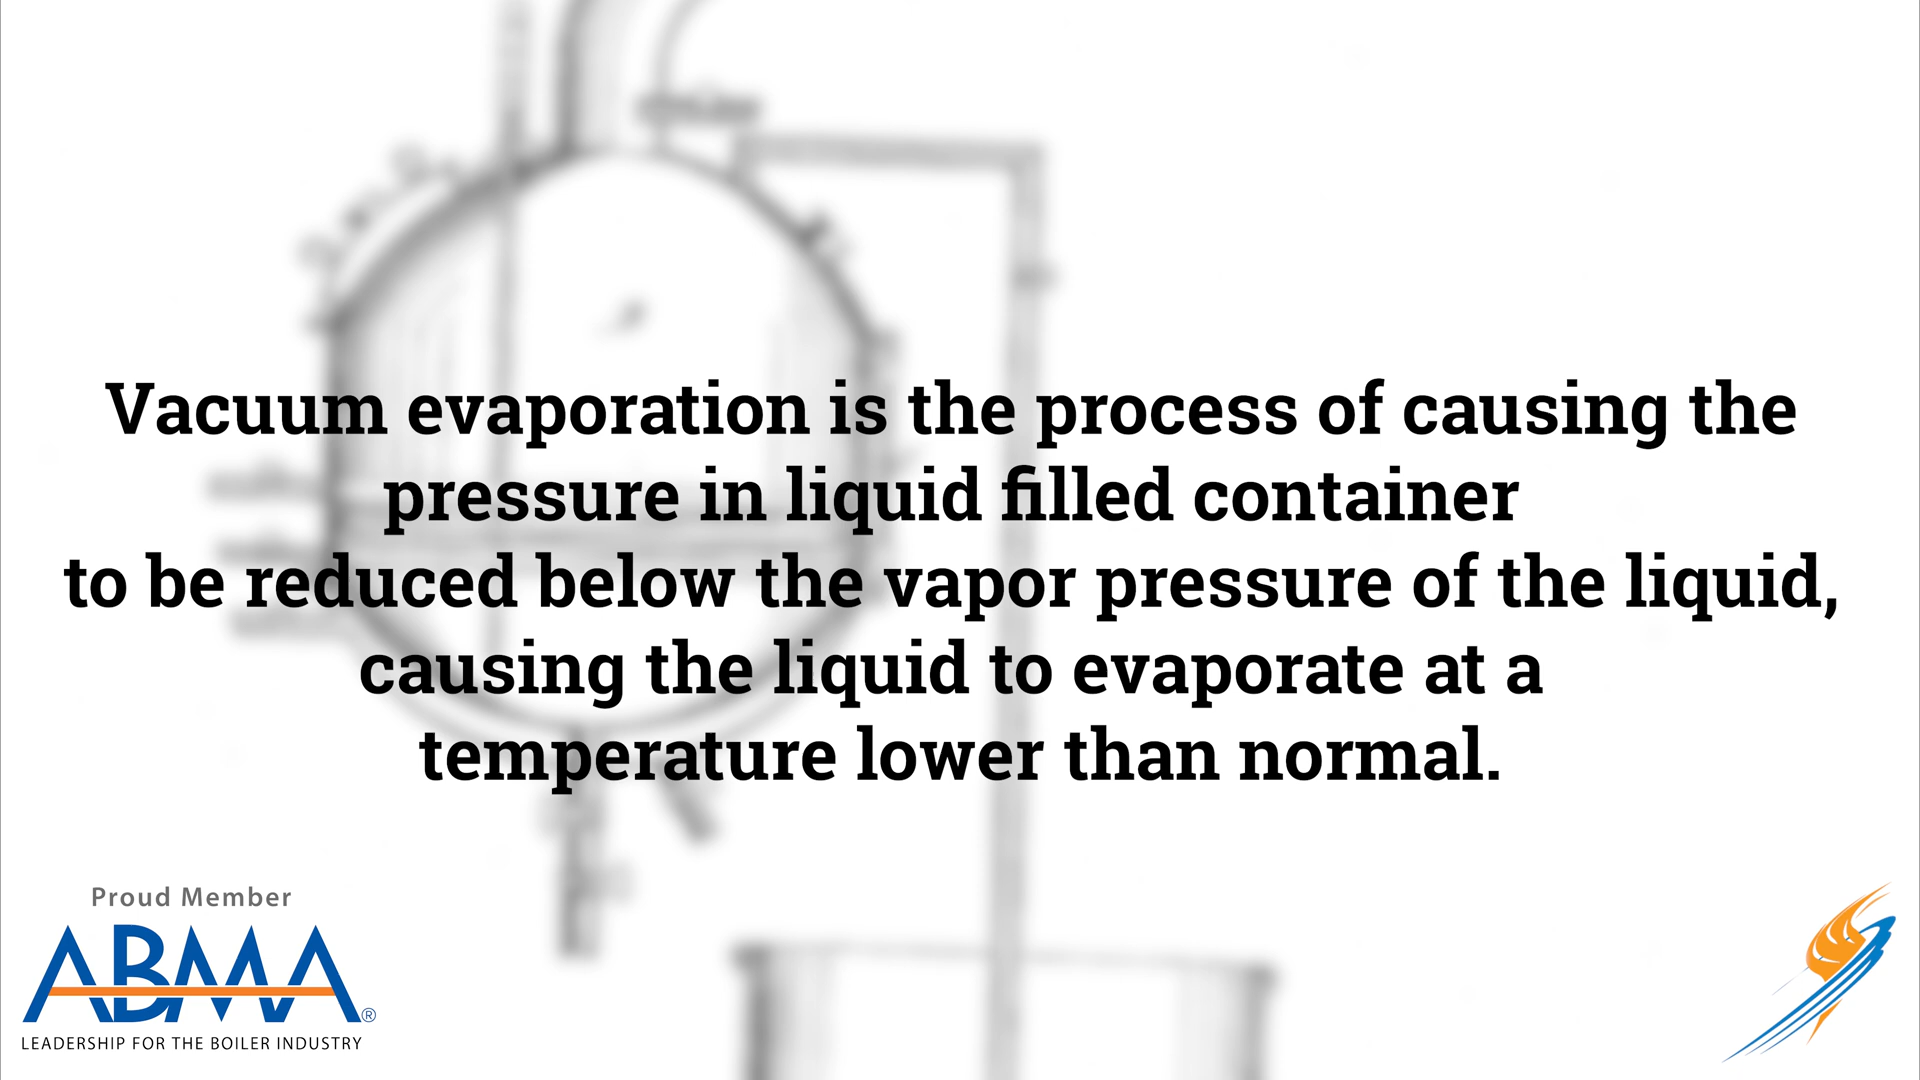 Vacuum evaporation is the process of causing the
pressure in liquid filled container
to be reduced below the vapor pressure of the liquid,
causing the liquid to evaporate at a
temperature lower than normal.
Proud Member
ABMA®
LEADERSHIP FOR THE BOILER INDUSTRY